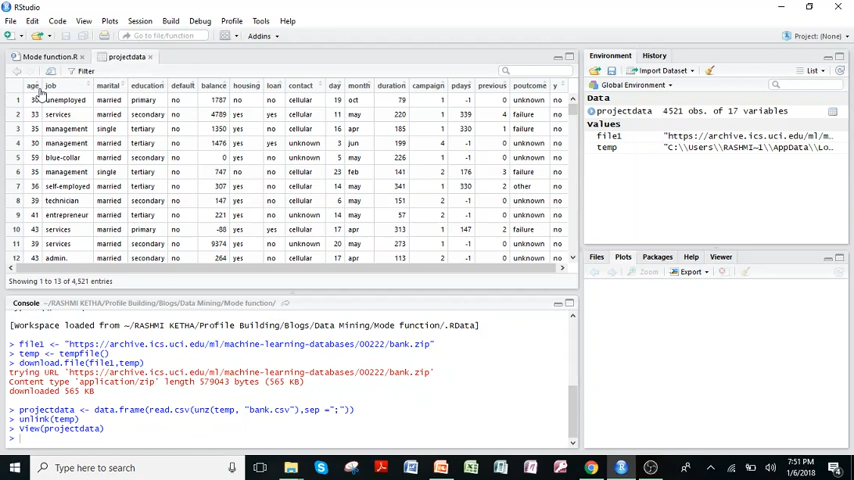 RStudio
File Edit Code View Plots Session Build Debug Profile Tools Help
Go to file/function Addins Project: (None)
Mode function.R projectdata
Filter
age job marital education default balance housing loan contact day month duration campaign pdays previous poutcome y
1 30 unemployed married primary no 1787 no no cellular 19 oct 79 1 -1 0 unknown no
2 33 services married secondary no 4789 yes yes cellular 11 may 220 1 339 4 failure no
3 35 management single tertiary no 1350 yes no cellular 16 apr 185 1 330 1 failure no
4 30 management married tertiary no 1476 yes yes unknown 3 jun 199 4 -1 0 unknown no
5 59 blue-collar married secondary no 0 yes no unknown 5 may 226 1 -1 0 unknown no
6 35 management single tertiary no 747 no no cellular 23 feb 141 2 176 3 failure no
7 36 self-employed married tertiary no 307 yes no cellular 14 may 341 1 330 2 other no
8 39 technician married secondary no 147 yes no cellular 6 may 151 2 -1 0 unknown no
9 41 entrepreneur married tertiary no 221 yes no unknown 14 may 57 2 -1 0 unknown no
10 43 services married primary no -88 yes yes cellular 17 apr 313 1 147 2 failure no
11 39 services married secondary no 9374 yes no unknown 20 may 273 1 -1 0 unknown no
12 43 admin. married secondary no 264 yes no cellular 17 apr 113 2 -1 0 unknown no
Showing 1 to 13 of 4,521 entries
Console ~/RASHMI KETHA/Profile Building/Blogs/Data Mining/Mode function/
[Workspace loaded from ~/RASHMI KETHA/Profile Building/Blogs/Data Mining/Mode function/.RData]
> file1 <- "https://archive.ics.uci.edu/ml/machine-learning-databases/00222/bank.zip"
> temp <- tempfile()
> download.file(file1,temp)
trying URL 'https://archive.ics.uci.edu/ml/machine-learning-databases/00222/bank.zip'
Content type 'application/zip' length 579043 bytes (565 KB)
downloaded 565 KB
> projectdata <- data.frame(read.csv(unz(temp, "bank.csv"),sep =";"))
> unlink(temp)
> View(projectdata)
>
Environment History
Import Dataset List
Global Environment
Data
projectdata 4521 obs. of 17 variables
Values
file1 "https://archive.ics.uci.edu/ml/m…
temp "C:\\Users\\RASHMI~1\\AppData\\Lo…
Files Plots Packages Help Viewer
Zoom Export
Type here to search
7:51 PM
1/6/2018